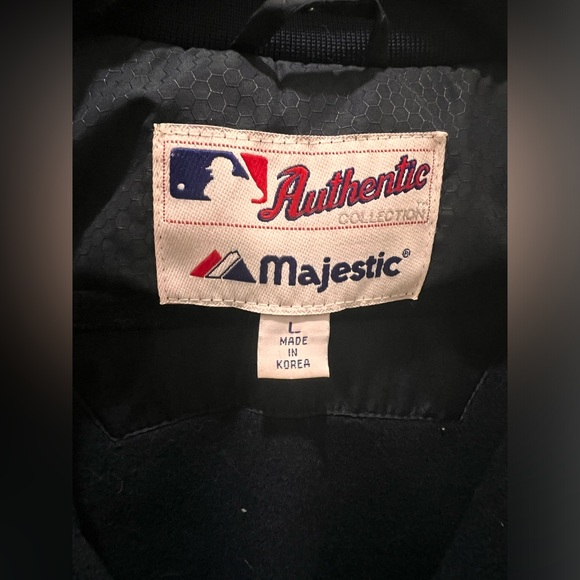 Authentic
COLLECTION
Majestic®
L
MADE
IN
KOREA